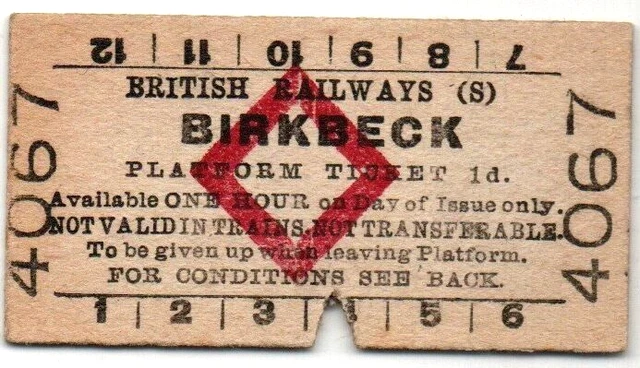 12 | 11 | 10 | 9 | 8 | 7
BRITISH RAILWAYS (S)
BIRKBECK
PLATFORM TICKET 1d.
Available ONE HOUR on Day of Issue only.
NOT VALID IN TRAINS. NOT TRANSFERABLE.
To be given up when leaving Platform.
FOR CONDITIONS SEE BACK.
1 | 2 | 3 | 4 | 5 | 6
4067
4067